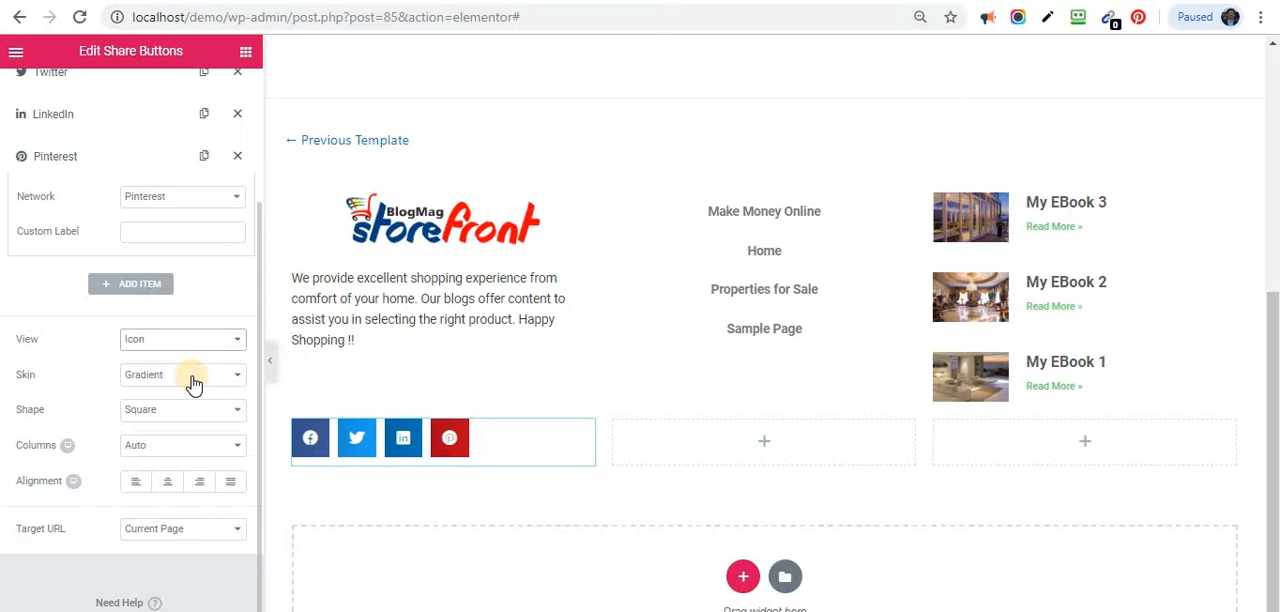 localhost/demo/wp-admin/post.php?post=85&action=elementor#
0
Paused
Edit Share Buttons
Twitter
LinkedIn
Pinterest
Network
Pinterest
Custom Label
+ ADD ITEM
View
Icon
Skin
Gradient
Shape
Square
Columns
Auto
Alignment
Target URL
Current Page
Need Help ?
← Previous Template
BlogMag
storefront
We provide excellent shopping experience from
comfort of your home. Our blogs offer content to
assist you in selecting the right product. Happy
Shopping !!
Make Money Online
Home
Properties for Sale
Sample Page
My EBook 3
Read More »
My EBook 2
Read More »
My EBook 1
Read More »
Drag widget here